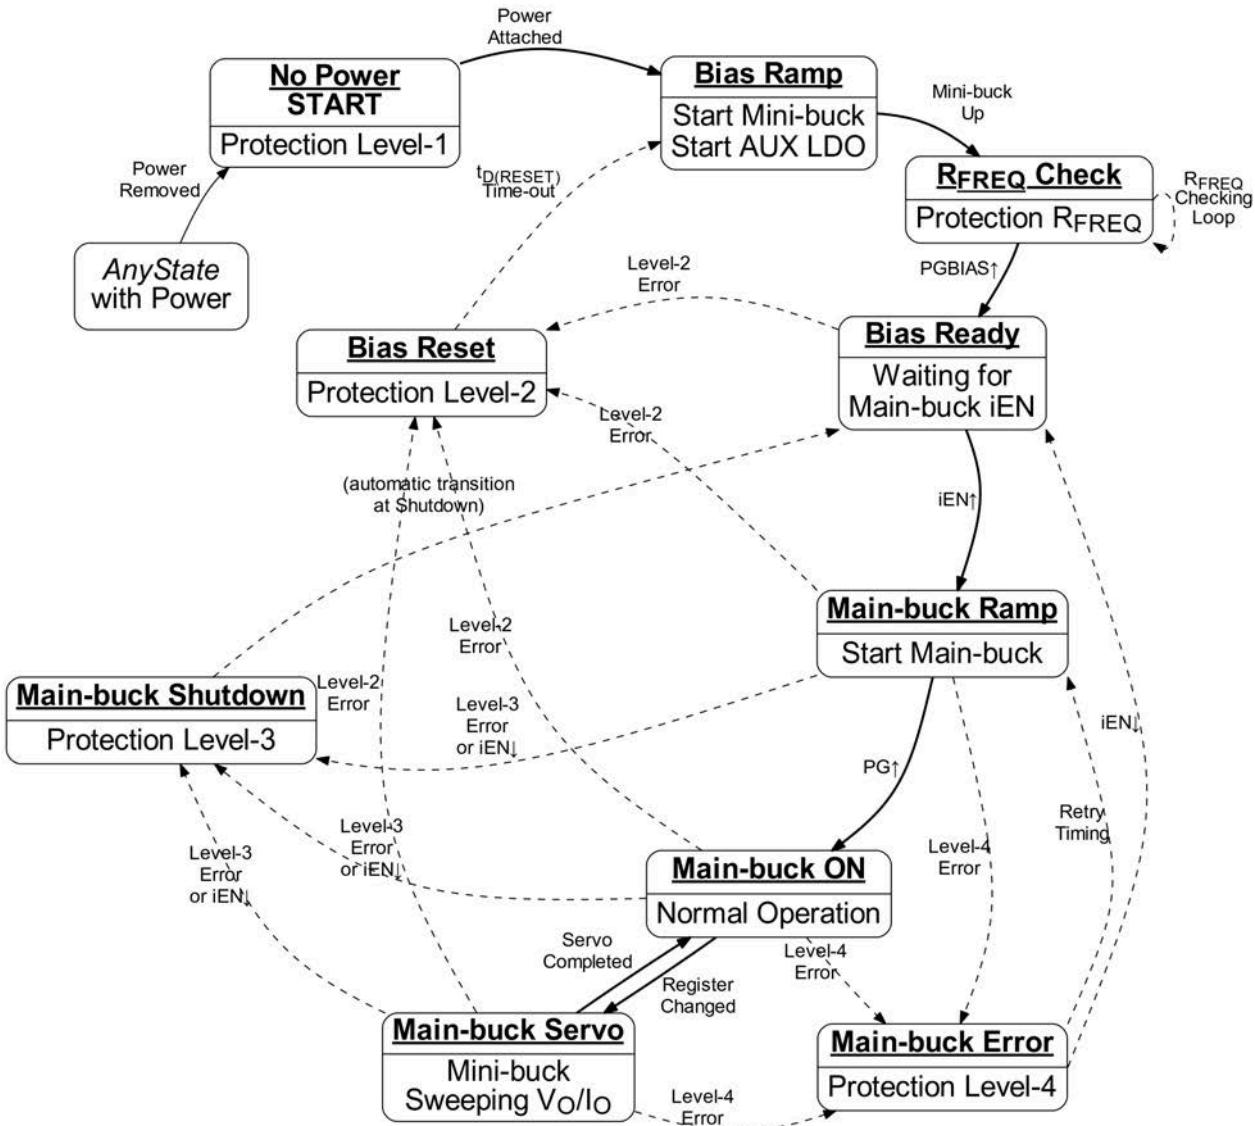 Power
Attached
No Power
START
Protection Level-1
Bias Ramp
Start Mini-buck
Start AUX LDO
Mini-buck
Up
Power
Removed
tD(RESET)
Time-out
RFREQ Check
Protection RFREQ
RFREQ
Checking
Loop
AnyState
with Power
Level-2
Error
PGBIAS↑
Bias Reset
Protection Level-2
Bias Ready
Waiting for
Main-buck iEN
Level-2
Error
(automatic transition
at Shutdown)
iEN↑
Main-buck Ramp
Start Main-buck
Level-2
Error
Main-buck Shutdown
Protection Level-3
Level-2
Error
Level-3
Error
or iEN↓
iEN↓
PG↑
Retry
Timing
Level-3
Error
or iEN↓
Level-3
Error
or iEN↓
Level-4
Error
Main-buck ON
Normal Operation
Servo
Completed
Level-4
Error
Register
Changed
Main-buck Servo
Mini-buck
Sweeping VO/IO
Main-buck Error
Protection Level-4
Level-4
Error